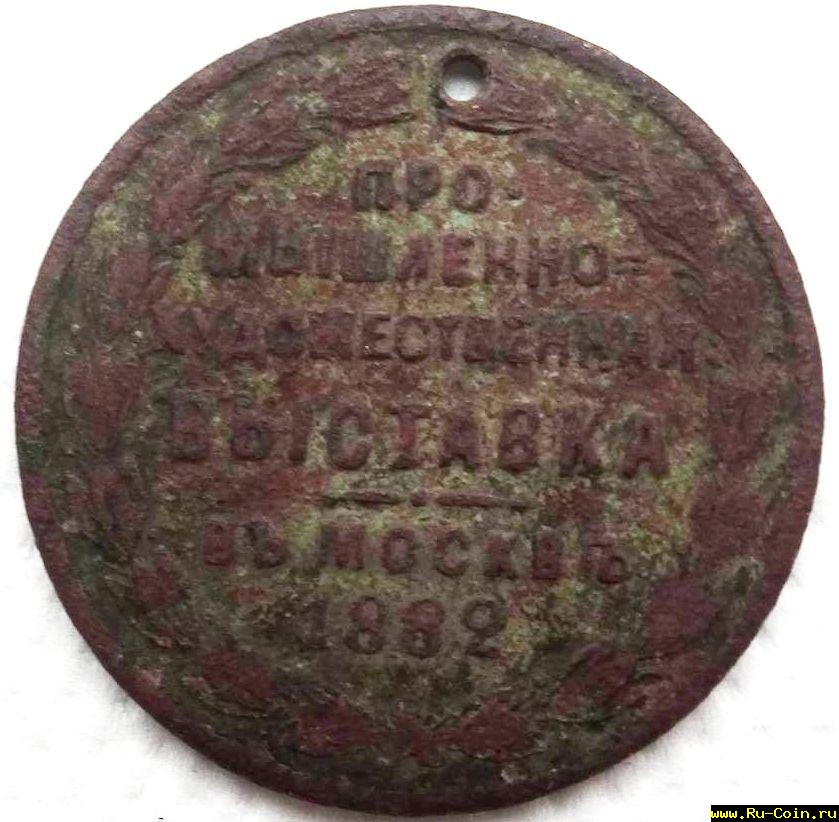 ПРО-
МЫШЛЕННО=
ХУДОЖЕСТВЕННАЯ
ВЫСТАВКА
ВЪ МОСКВѢ
1882
www.Ru-Coin.ru